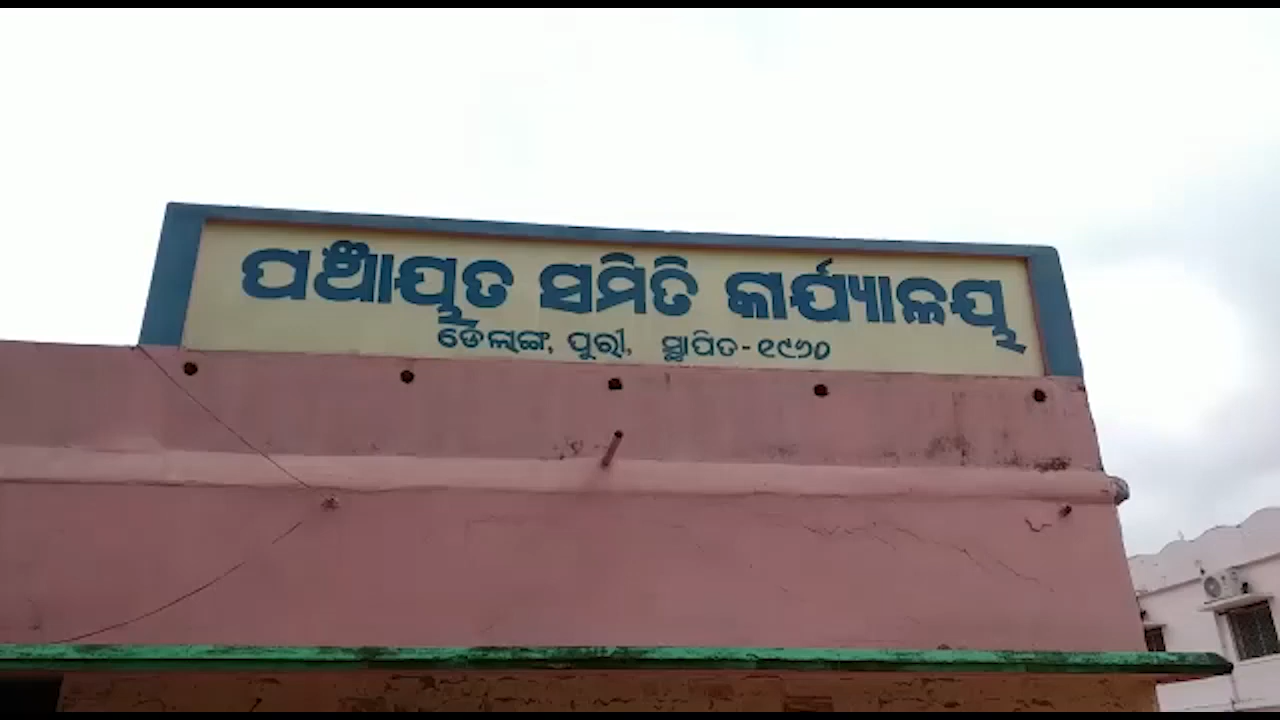 ପଞ୍ଚାୟତ ସମିତି କାର୍ଯ୍ୟାଳୟ
ଡେଲାଙ୍ଗ, ପୁରୀ, ସ୍ଥାପିତ-୧୯୬୦